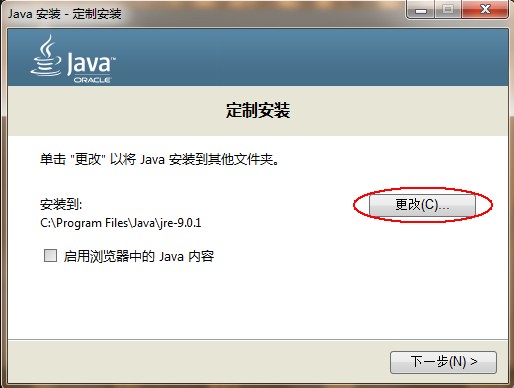 Java 安装 - 定制安装
Java™
ORACLE
定制安装
单击 "更改" 以将 Java 安装到其他文件夹。
安装到:
更改(C)...
C:\Program Files\Java\jre-9.0.1
启用浏览器中的 Java 内容
下一步(N) >